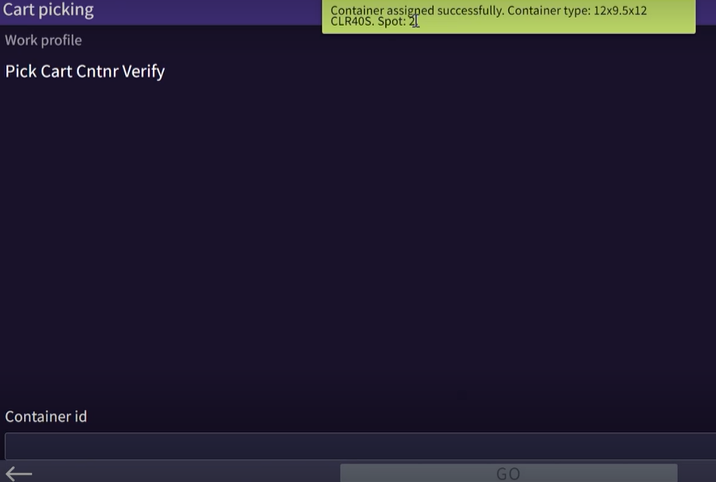 Cart picking
Container assigned successfully. Container type: 12x9.5x12
CLR40S. Spot: 2
Work profile
Pick Cart Cntnr Verify
Container id
GO